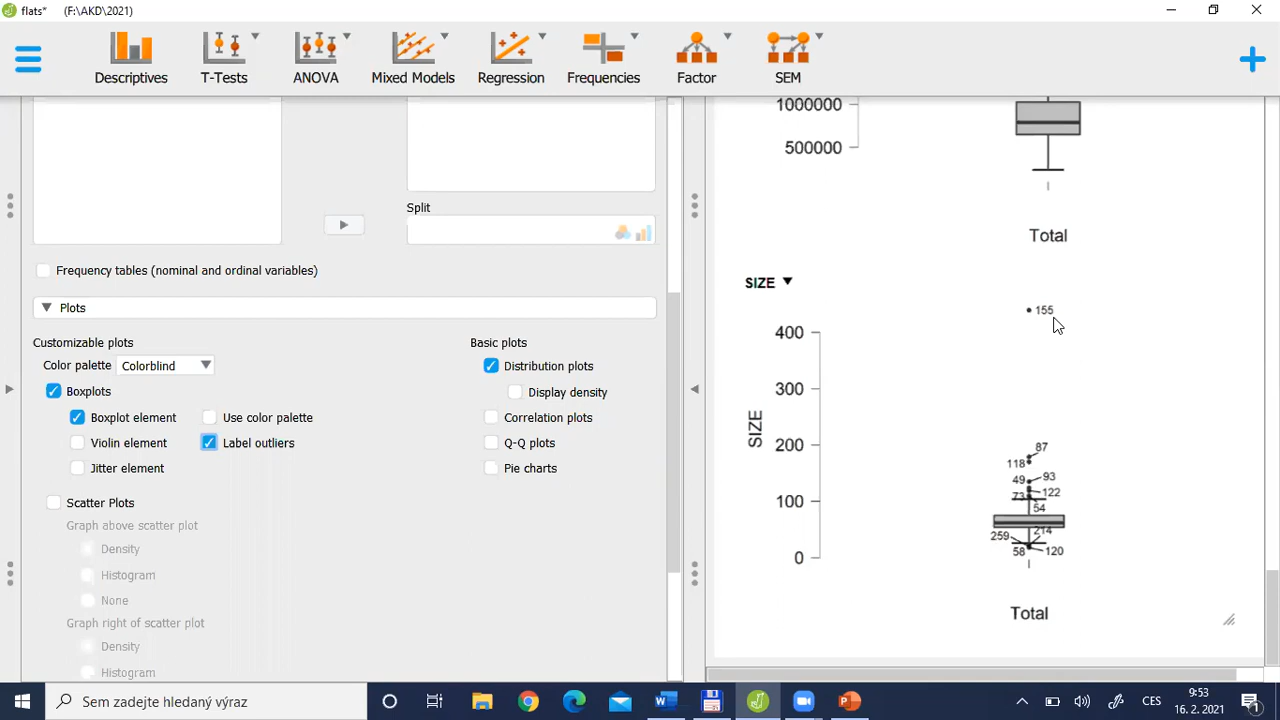 flats* (F:\AKD\2021)
Descriptives T-Tests ANOVA Mixed Models Regression Frequencies Factor SEM
Split
Frequency tables (nominal and ordinal variables)
Plots
Customizable plots
Color palette Colorblind
Boxplots
Boxplot element Use color palette
Violin element Label outliers
Jitter element
Scatter Plots
Graph above scatter plot
Density
Histogram
None
Graph right of scatter plot
Density
Histogram
Basic plots
Distribution plots
Display density
Correlation plots
Q-Q plots
Pie charts
1000000
500000
Total
SIZE
155
400
300
200
100
0
SIZE
87
118
93
49
122
73
54
214
259
58
120
Total
Sem zadejte hledaný výraz
CES
9:53
16. 2. 2021
1